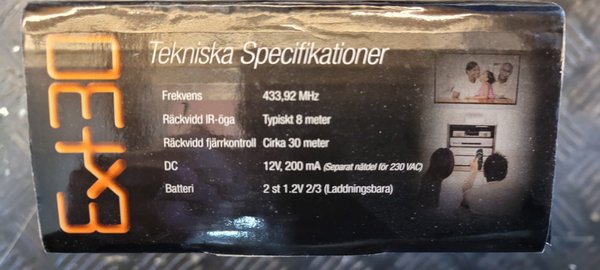 Tekniska Specifikationer
Frekvens 433,92 MHz
Räckvidd IR-öga Typiskt 8 meter
Räckvidd fjärrkontroll Cirka 30 meter
DC 12V, 200 mA (Separat nätdel för 230 VAC)
Batteri 2 st 1.2V 2/3 (Laddningsbara)